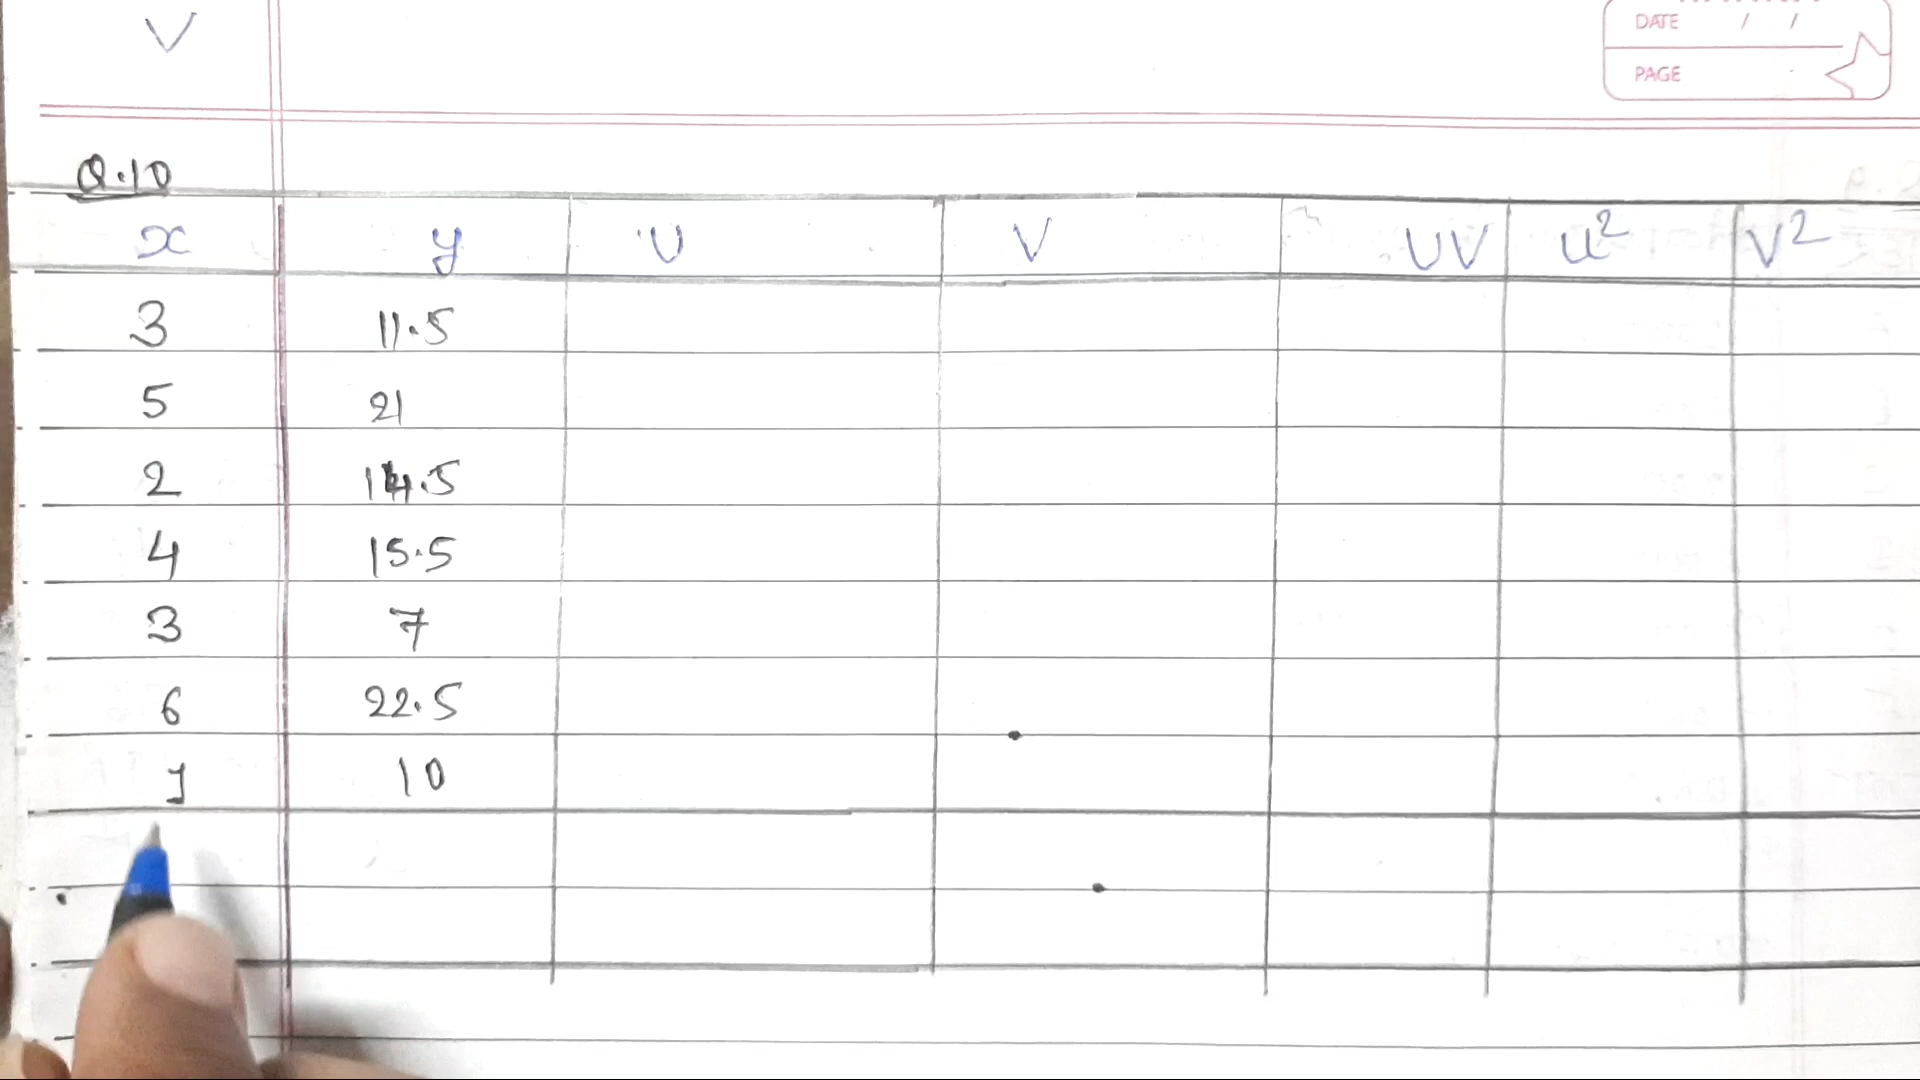 V
DATE / /
PAGE
Q.10
x y U V UV u² V²
3 11.5
5 21
2 14.5
4 15.5
3 7
6 22.5
1 10